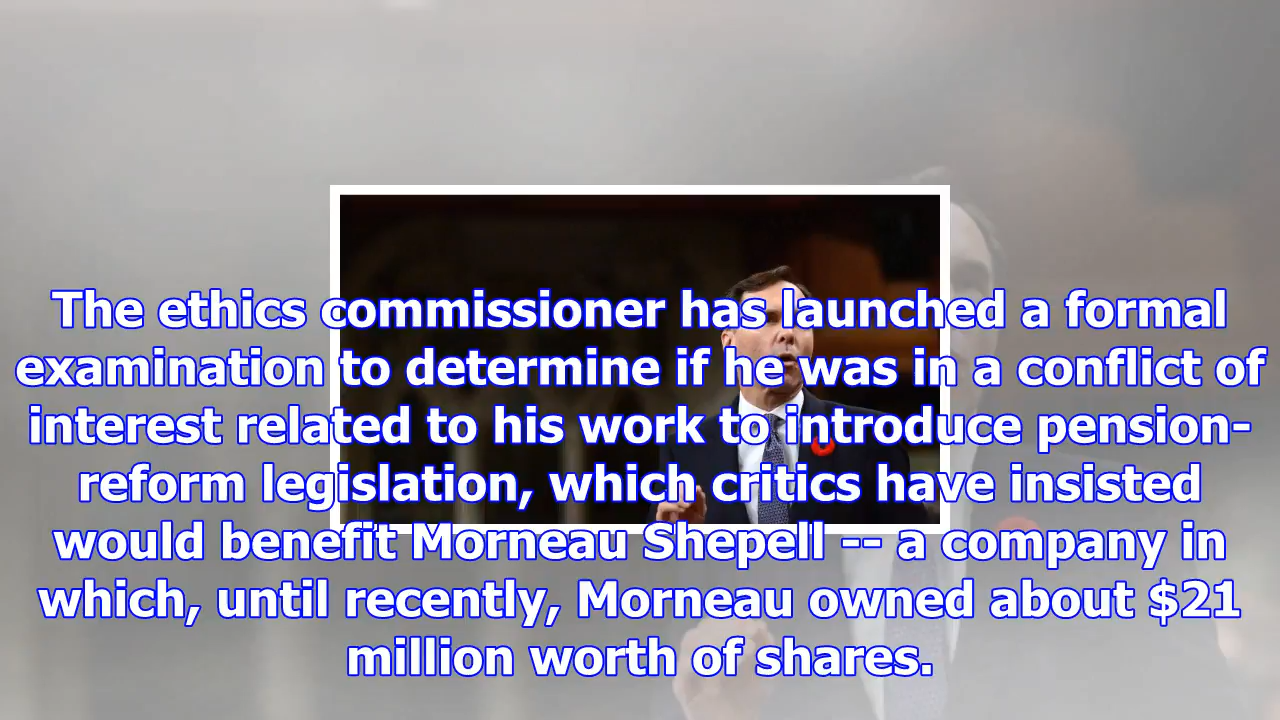 The ethics commissioner has launched a formal
examination to determine if he was in a conflict of
interest related to his work to introduce pension-
reform legislation, which critics have insisted
would benefit Morneau Shepell -- a company in
which, until recently, Morneau owned about $21
million worth of shares.